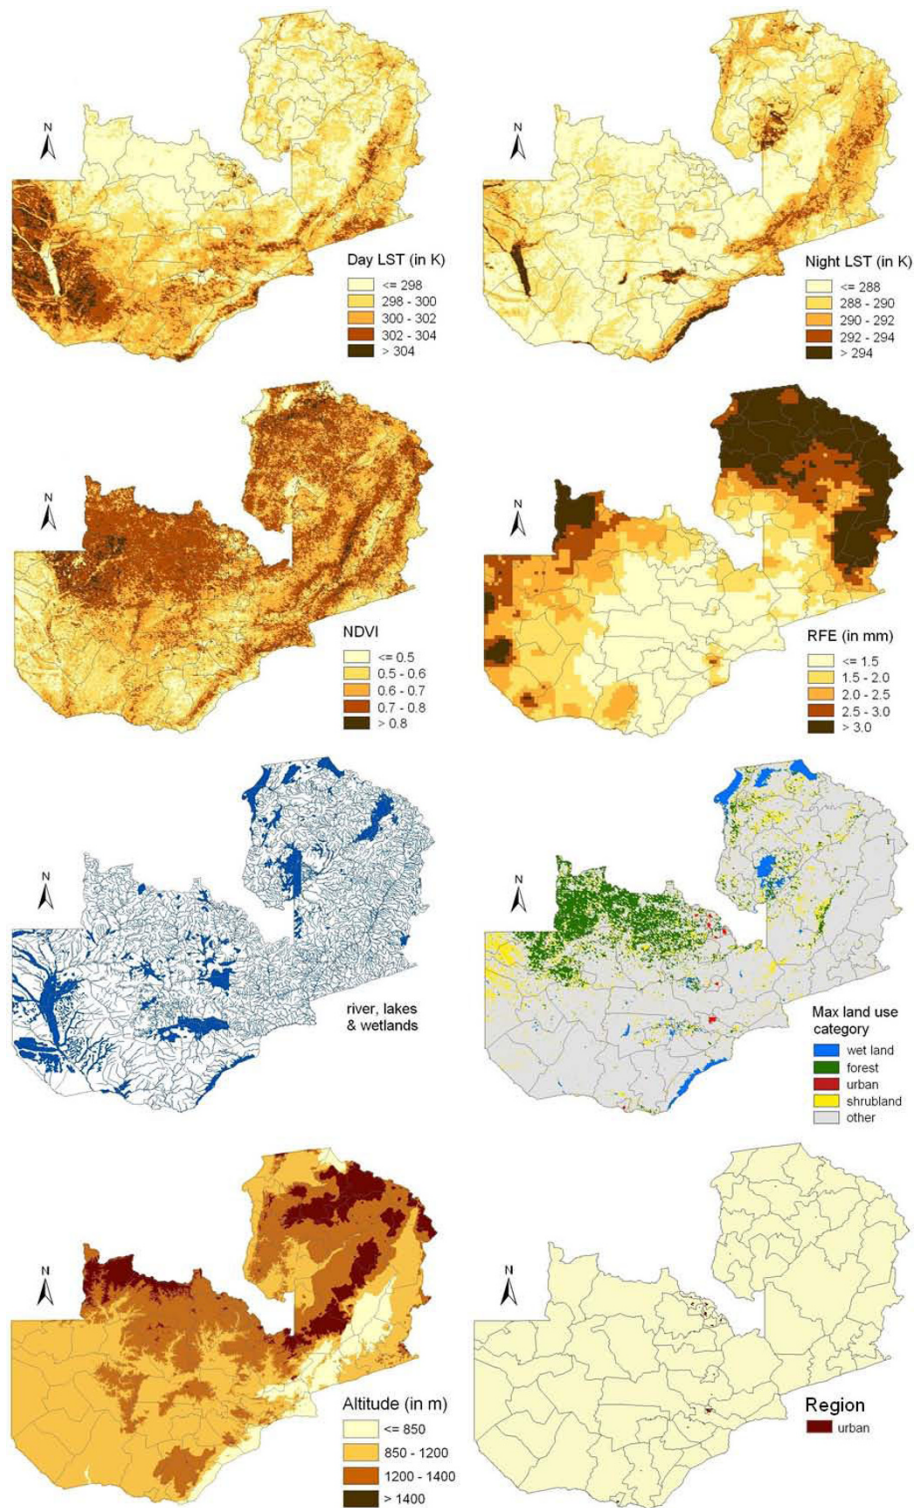 N
N
Day LST (in K)
<= 298
298 - 300
300 - 302
302 - 304
> 304
Night LST (in K)
<= 288
288 - 290
290 - 292
292 - 294
> 294
N
N
NDVI
<= 0.5
0.5 - 0.6
0.6 - 0.7
0.7 - 0.8
> 0.8
RFE (in mm)
<= 1.5
1.5 - 2.0
2.0 - 2.5
2.5 - 3.0
> 3.0
N
N
river, lakes
& wetlands
Max land use
category
wet land
forest
urban
shrubland
other
N
N
Altitude (in m)
<= 850
850 - 1200
1200 - 1400
> 1400
Region
urban